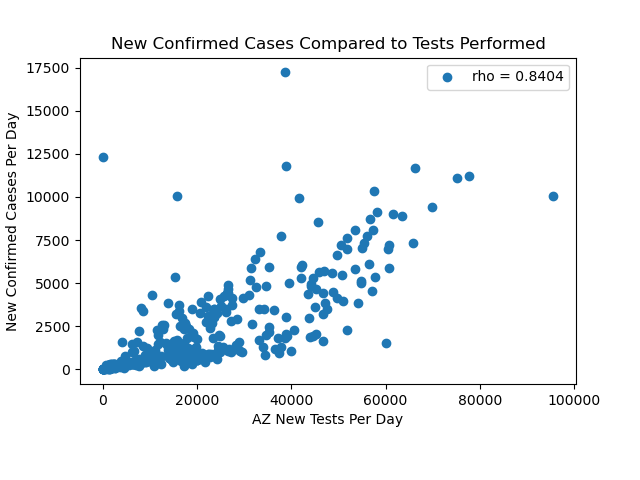 New Confirmed Cases Compared to Tests Performed
rho = 0.8404
New Confirmed Caeses Per Day
17500
15000
12500
10000
7500
5000
2500
0
0 20000 40000 60000 80000 100000
AZ New Tests Per Day